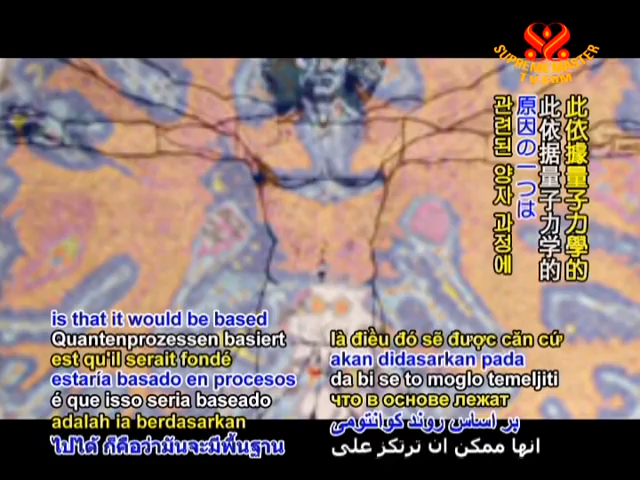 SUPREME MASTER
TV
此依據量子力學的
此依据量子力学的
原因の一つは
관련된 양자 과정에
is that it would be based
Quantenprozessen basiert
est qu'il serait fondé
estaría basado en procesos
é que isso seria baseado
adalah ia berdasarkan
ไปได้ ก็คือว่ามันจะมีพื้นฐาน
là điều đó sẽ được căn cứ
akan didasarkan pada
da bi se to moglo temeljiti
что в основе лежат
بر اساس روند کوانتومی
انها ممكن ان ترتكز على